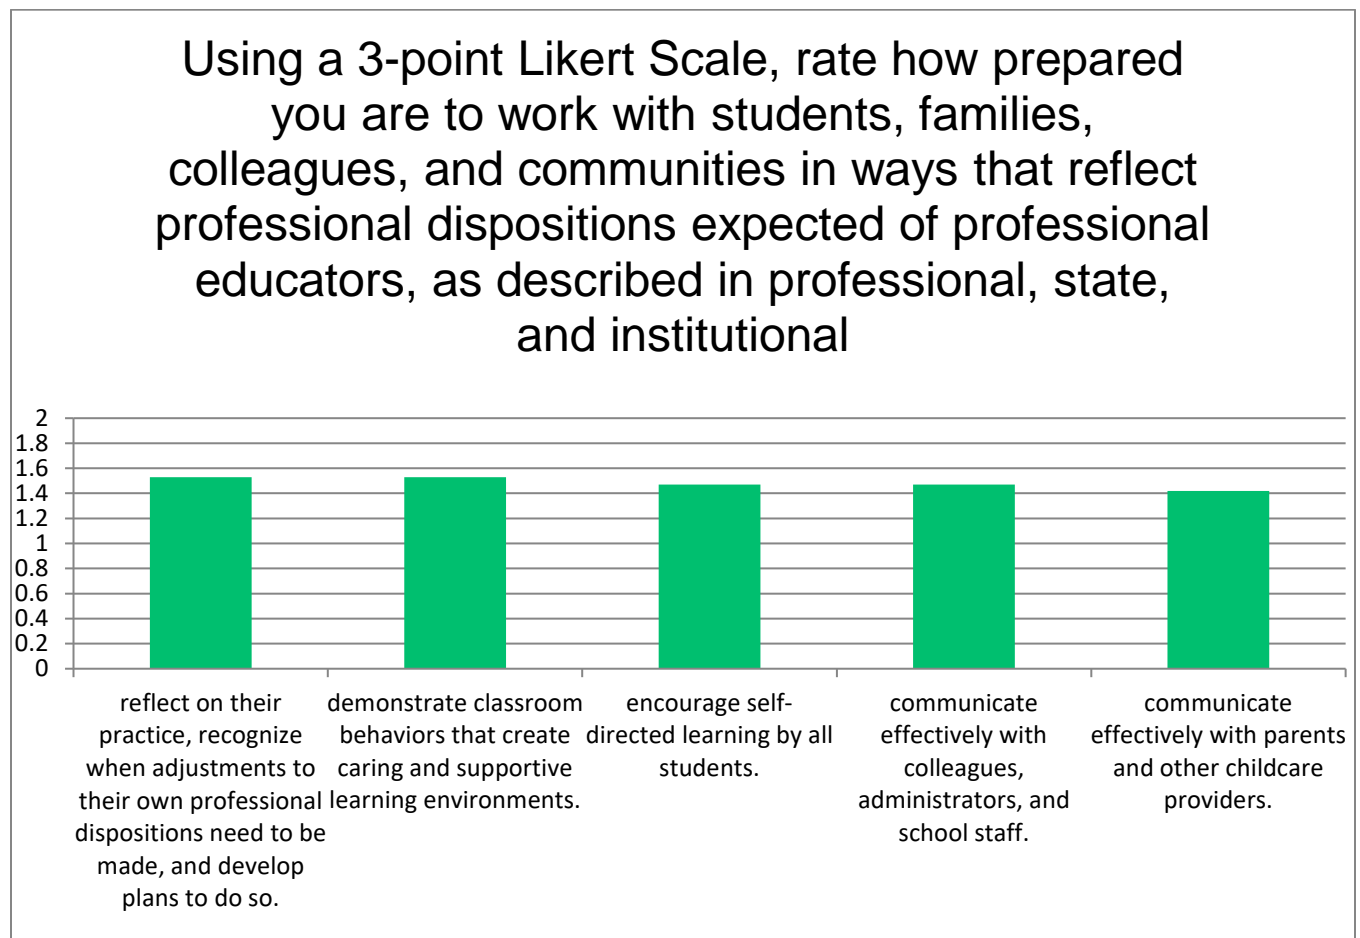 Using a 3-point Likert Scale, rate how prepared
you are to work with students, families,
colleagues, and communities in ways that reflect
professional dispositions expected of professional
educators, as described in professional, state,
and institutional
2
1.8
1.6
1.4
1.2
1
0.8
0.6
0.4
0.2
0
reflect on their
practice, recognize
when adjustments to
their own professional
dispositions need to be
made, and develop
plans to do so.
demonstrate classroom
behaviors that create
caring and supportive
learning environments.
encourage self-
directed learning by all
students.
communicate
effectively with
colleagues,
administrators, and
school staff.
communicate
effectively with parents
and other childcare
providers.